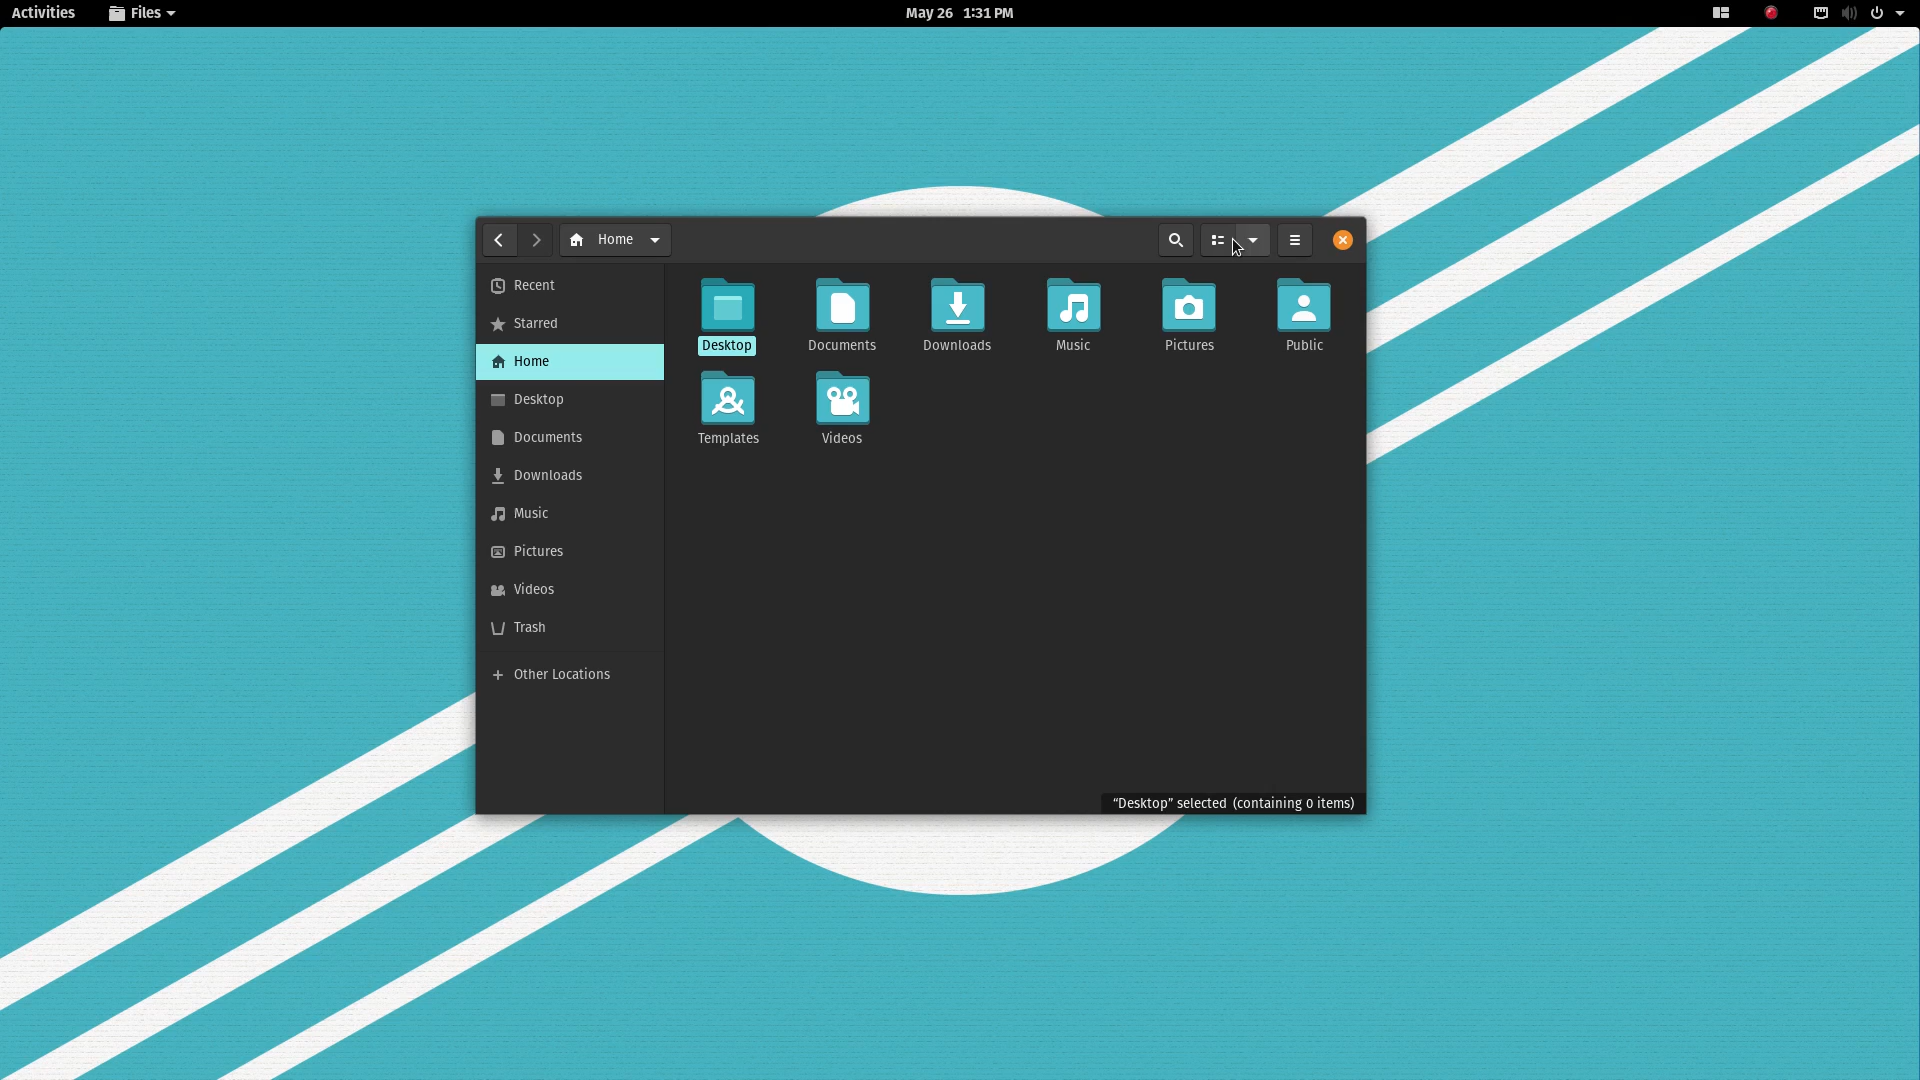 Activities
Files
May 26 1:31 PM
Home
Recent
Starred
Home
Desktop
Documents
Downloads
Music
Pictures
Videos
Trash
Other Locations
Desktop
Documents
Downloads
Music
Pictures
Public
Templates
Videos
“Desktop” selected (containing 0 items)